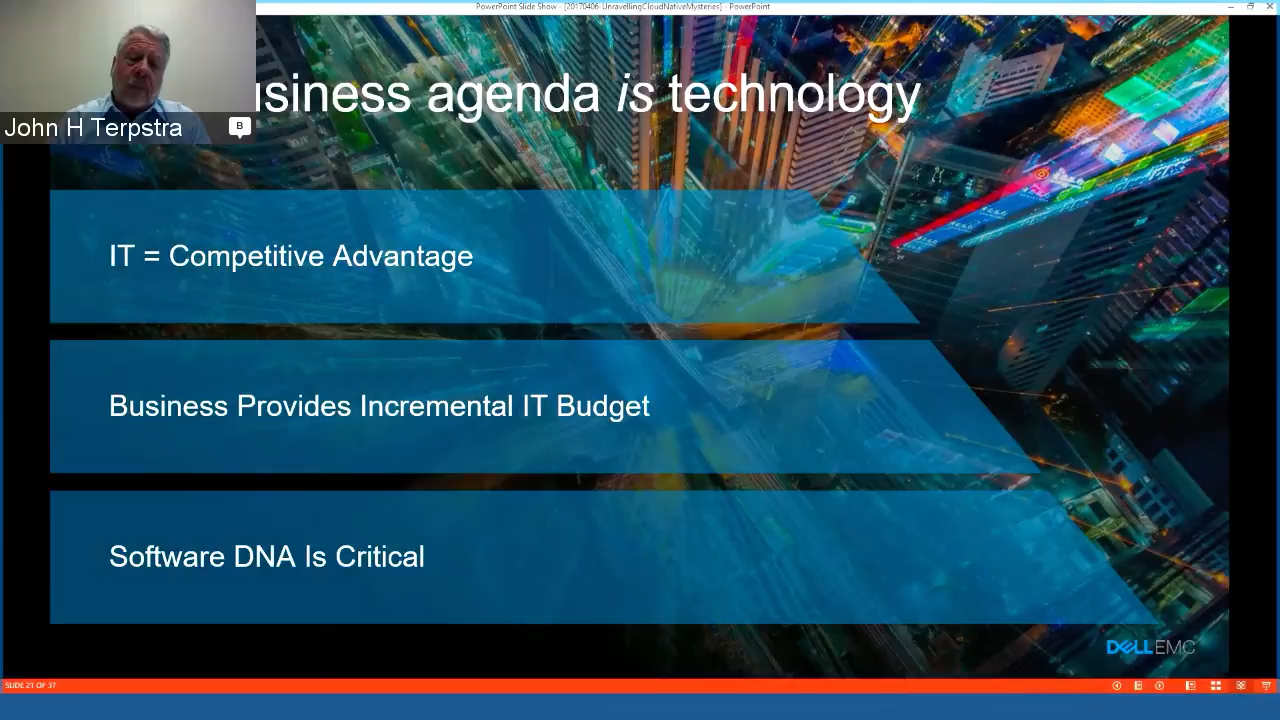 PowerPoint Slide Show - [20170406-UnravellingCloudNativeMysteries] - PowerPoint
usiness agenda is technology
John H Terpstra
B
IT = Competitive Advantage
Business Provides Incremental IT Budget
Software DNA Is Critical
DELLEMC
SLIDE 21 OF 37